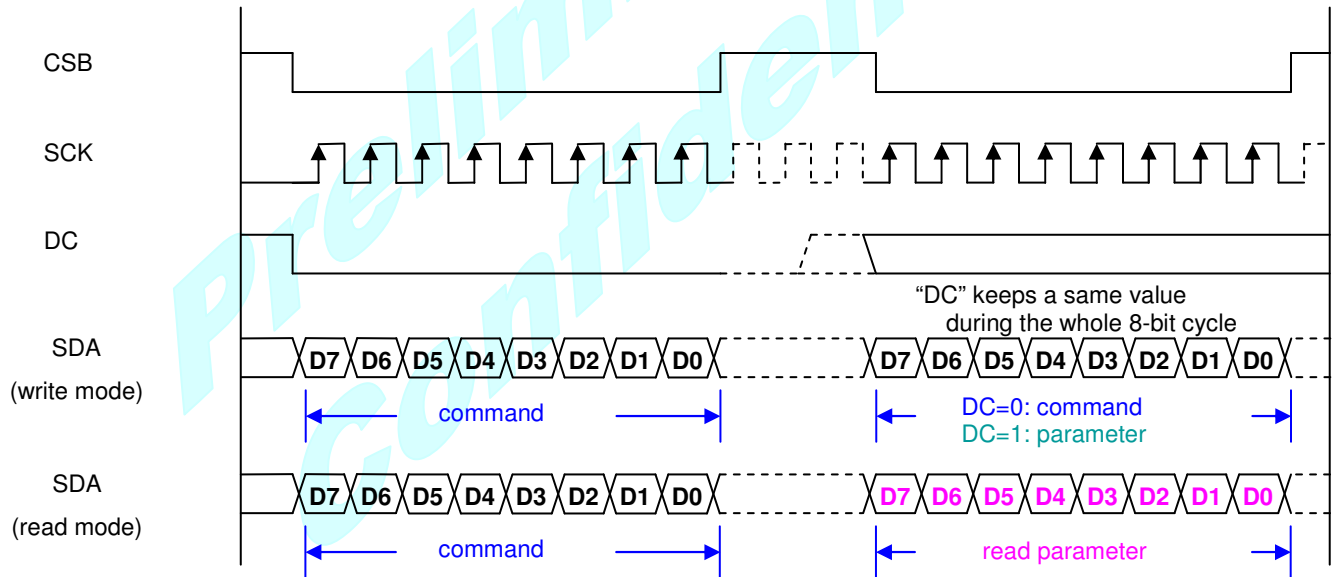 CSB
SCK
DC
“DC” keeps a same value
during the whole 8-bit cycle
SDA
(write mode)
D7 D6 D5 D4 D3 D2 D1 D0 D7 D6 D5 D4 D3 D2 D1 D0
command
DC=0: command
DC=1: parameter
SDA
(read mode)
D7 D6 D5 D4 D3 D2 D1 D0 D7 D6 D5 D4 D3 D2 D1 D0
command
read parameter